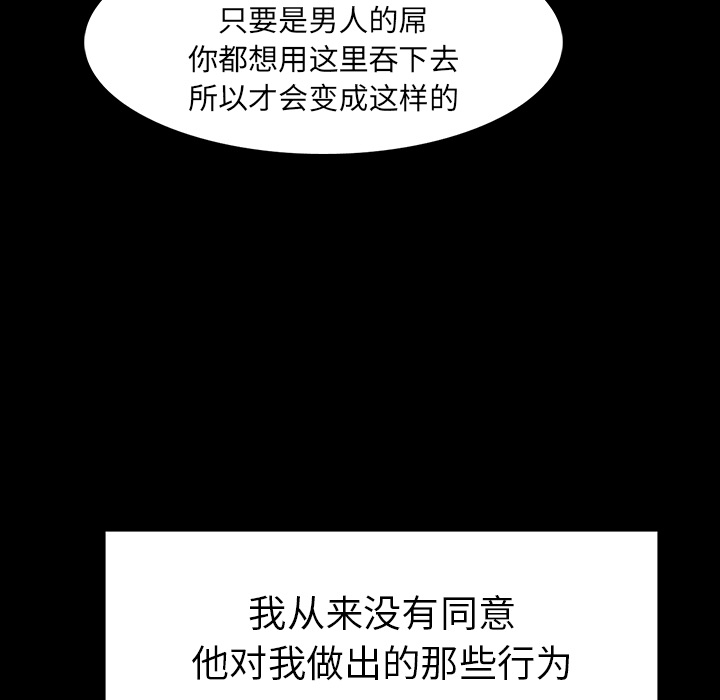 只要是男人的屌
你都想用这里吞下去
所以才会变成这样的
我从来没有同意
他对我做出的那些行为